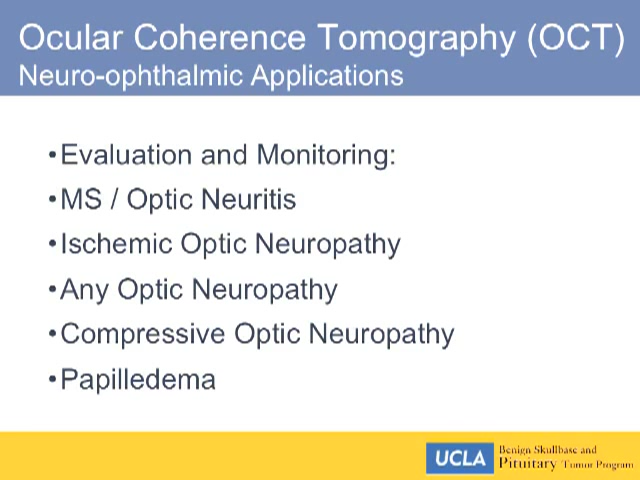 Ocular Coherence Tomography (OCT)
Neuro-ophthalmic Applications
•Evaluation and Monitoring:
•MS / Optic Neuritis
•Ischemic Optic Neuropathy
•Any Optic Neuropathy
•Compressive Optic Neuropathy
•Papilledema
UCLA
Benign Skullbase and
Pituitary Tumor Program